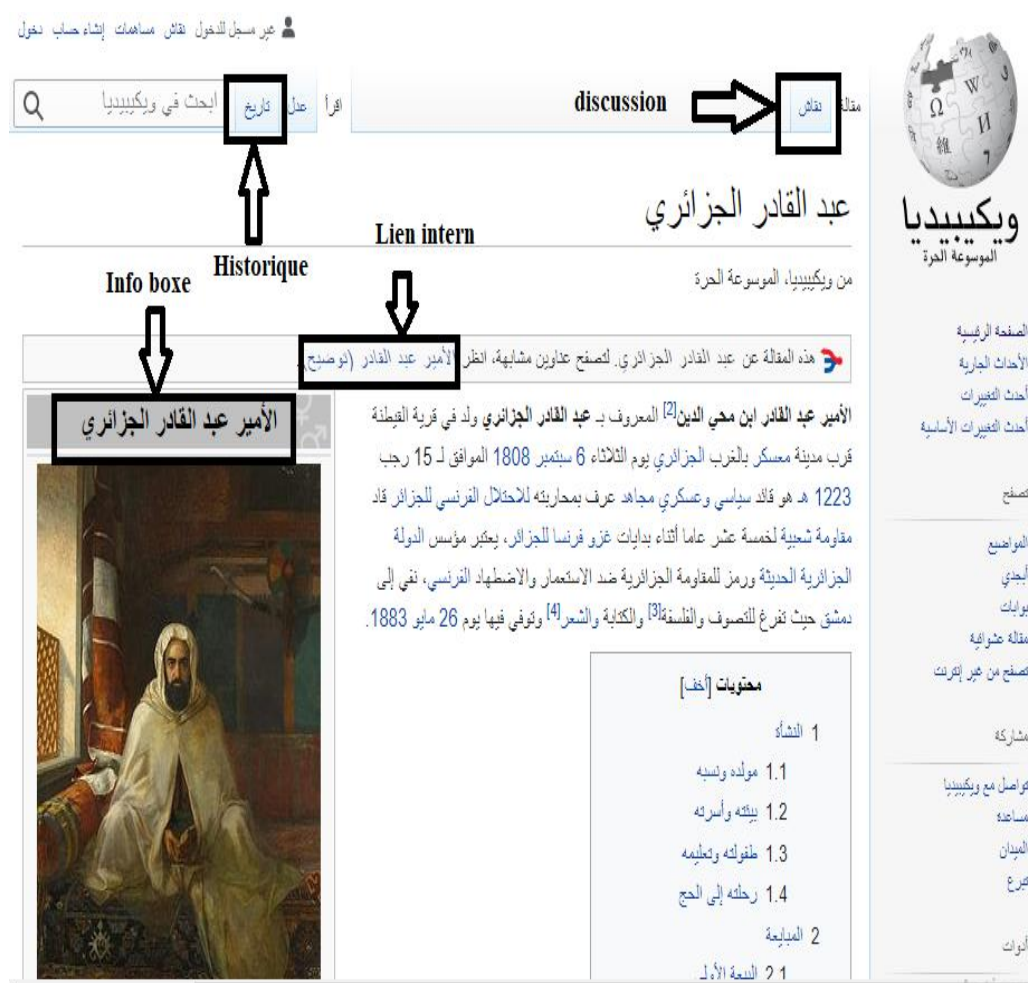 غير مسجل للدخول نقاش مساهمات إنشاء حساب دخول
مقالة نقاش
discussion
اقرأ عدل تاريخ
ابحث في ويكيبيديا
ويكيبيديا
الموسوعة الحرة
عبد القادر الجزائري
Lien intern
Historique
Info boxe
من ويكيبيديا، الموسوعة الحرة
هذه المقالة عن عبد القادر الجزائري. لتصفح عناوين مشابهة، انظر الأمير عبد القادر (توضيح).
الأمير عبد القادر الجزائري
الأمير عبد القادر ابن محي الدين[2] المعروف بـ عبد القادر الجزائري ولد في قرية القيطنة
قرب مدينة معسكر بالغرب الجزائري يوم الثلاثاء 6 سبتمبر 1808 الموافق لـ 15 رجب
1223 هـ هو قائد سياسي وعسكري مجاهد عرف بمحاربته للاحتلال الفرنسي للجزائر قاد
مقاومة شعبية لخمسة عشر عاما أثناء بدايات غزو فرنسا للجزائر، يعتبر مؤسس الدولة
الجزائرية الحديثة ورمز للمقاومة الجزائرية ضد الاستعمار والاضطهاد الفرنسي، نفي إلى
دمشق حيث تفرغ للتصوف والفلسفة[3] والكتابة والشعر[4] وتوفي فيها يوم 26 مايو 1883.
محتويات [أخف]
1 النشأة
1.1 مولده ونسبه
1.2 بيئته وأسرته
1.3 طفولته وتعليمه
1.4 رحلته إلى الحج
2 المبايعة
2.1 البيعة الأولى
الصفحة الرئيسية
الأحداث الجارية
أحدث التغييرات
أحدث التغييرات الأساسية
تصفح
المواضيع
أبجدي
بوابات
مقالة عشوائية
تصفح من غير إنترنت
مشاركة
تواصل مع ويكيبيديا
مساعدة
الميدان
تبرع
أدوات